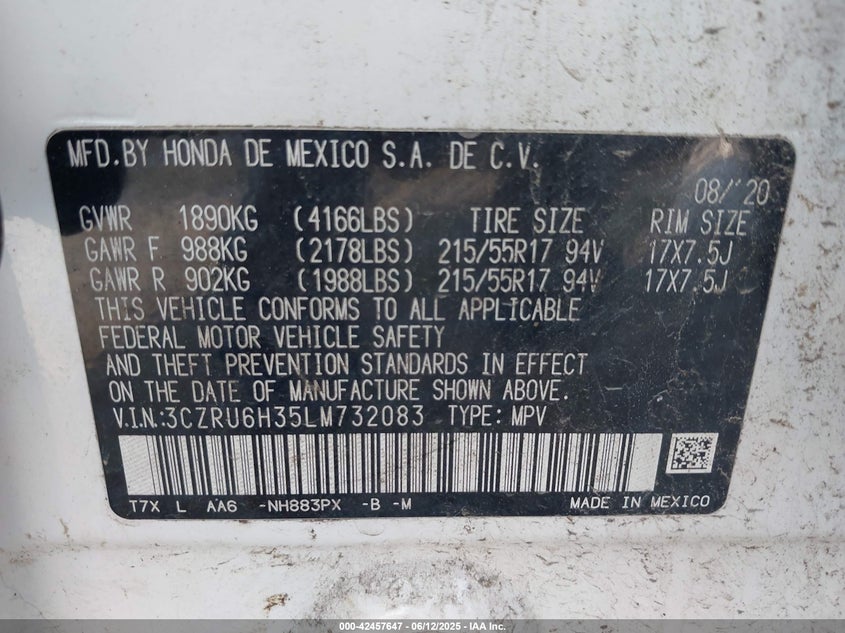 MFD.BY HONDA DE MEXICO S.A. DE C.V.
08/'20
GVWR 1890KG (4166LBS) TIRE SIZE RIM SIZE
GAWR F 988KG (2178LBS) 215/55R17 94V 17X7.5J
GAWR R 902KG (1988LBS) 215/55R17 94V 17X7.5J
THIS VEHICLE CONFORMS TO ALL APPLICABLE
FEDERAL MOTOR VEHICLE SAFETY
AND THEFT PREVENTION STANDARDS IN EFFECT
ON THE DATE OF MANUFACTURE SHOWN ABOVE.
V.I.N:3CZRU6H35LM732083 TYPE: MPV
T7X L AA6 -NH883PX -B -M MADE IN MEXICO
000-42457647 - 06/12/2025 - IAA Inc.